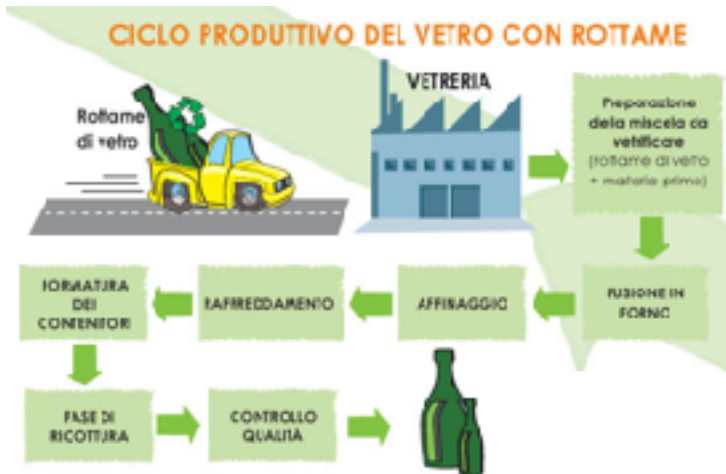 CICLO PRODUTTIVO DEL VETRO CON ROTTAME
Rottame
di vetro
VETRERIA
Preparazione
della miscela da
vetrificare
(rottame di vetro
+ materie prime)
FORMATURA
DEI
CONTENITORI
RAFFREDDAMENTO
AFFINAGGIO
FUSIONE IN
FORNO
FASE DI
RICOTTURA
CONTROLLO
QUALITÀ